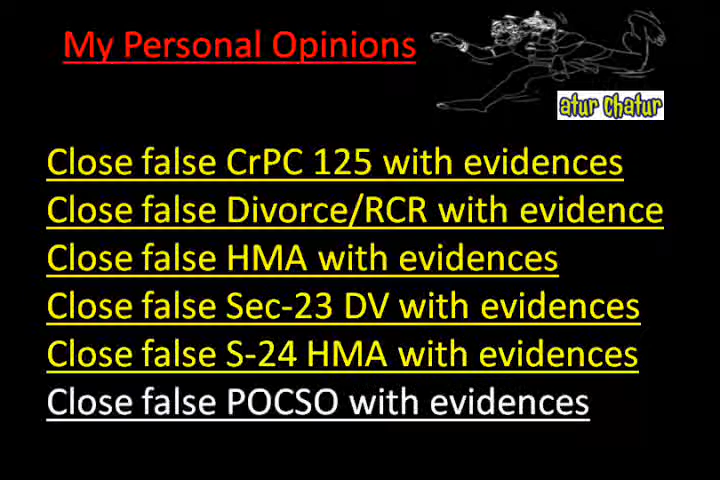 My Personal Opinions
atur Chatur
Close false CrPC 125 with evidences
Close false Divorce/RCR with evidence
Close false HMA with evidences
Close false Sec-23 DV with evidences
Close false S-24 HMA with evidences
Close false POCSO with evidences